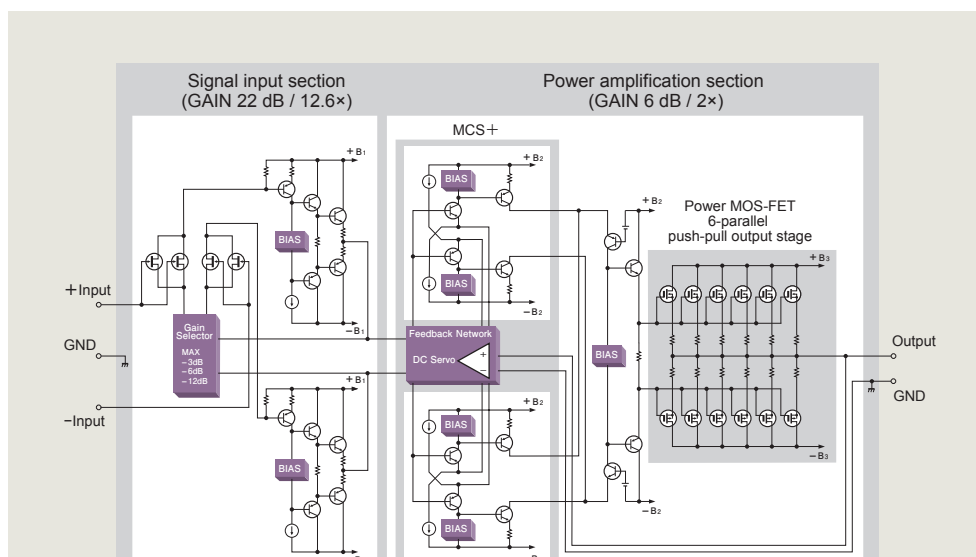 Signal input section
(GAIN 22 dB / 12.6×)
Power amplification section
(GAIN 6 dB / 2×)
MCS+
+B1
+B2
BIAS
+B2
Power MOS-FET
6-parallel
push-pull output stage
BIAS
+B3
BIAS
+Input
−B1
−B2
Gain
Selector
MAX
−3dB
−6dB
−12dB
Feedback Network
DC Servo
+
−
BIAS
Output
GND
GND
−Input
+B1
+B2
BIAS
BIAS
−B3
BIAS
−B2